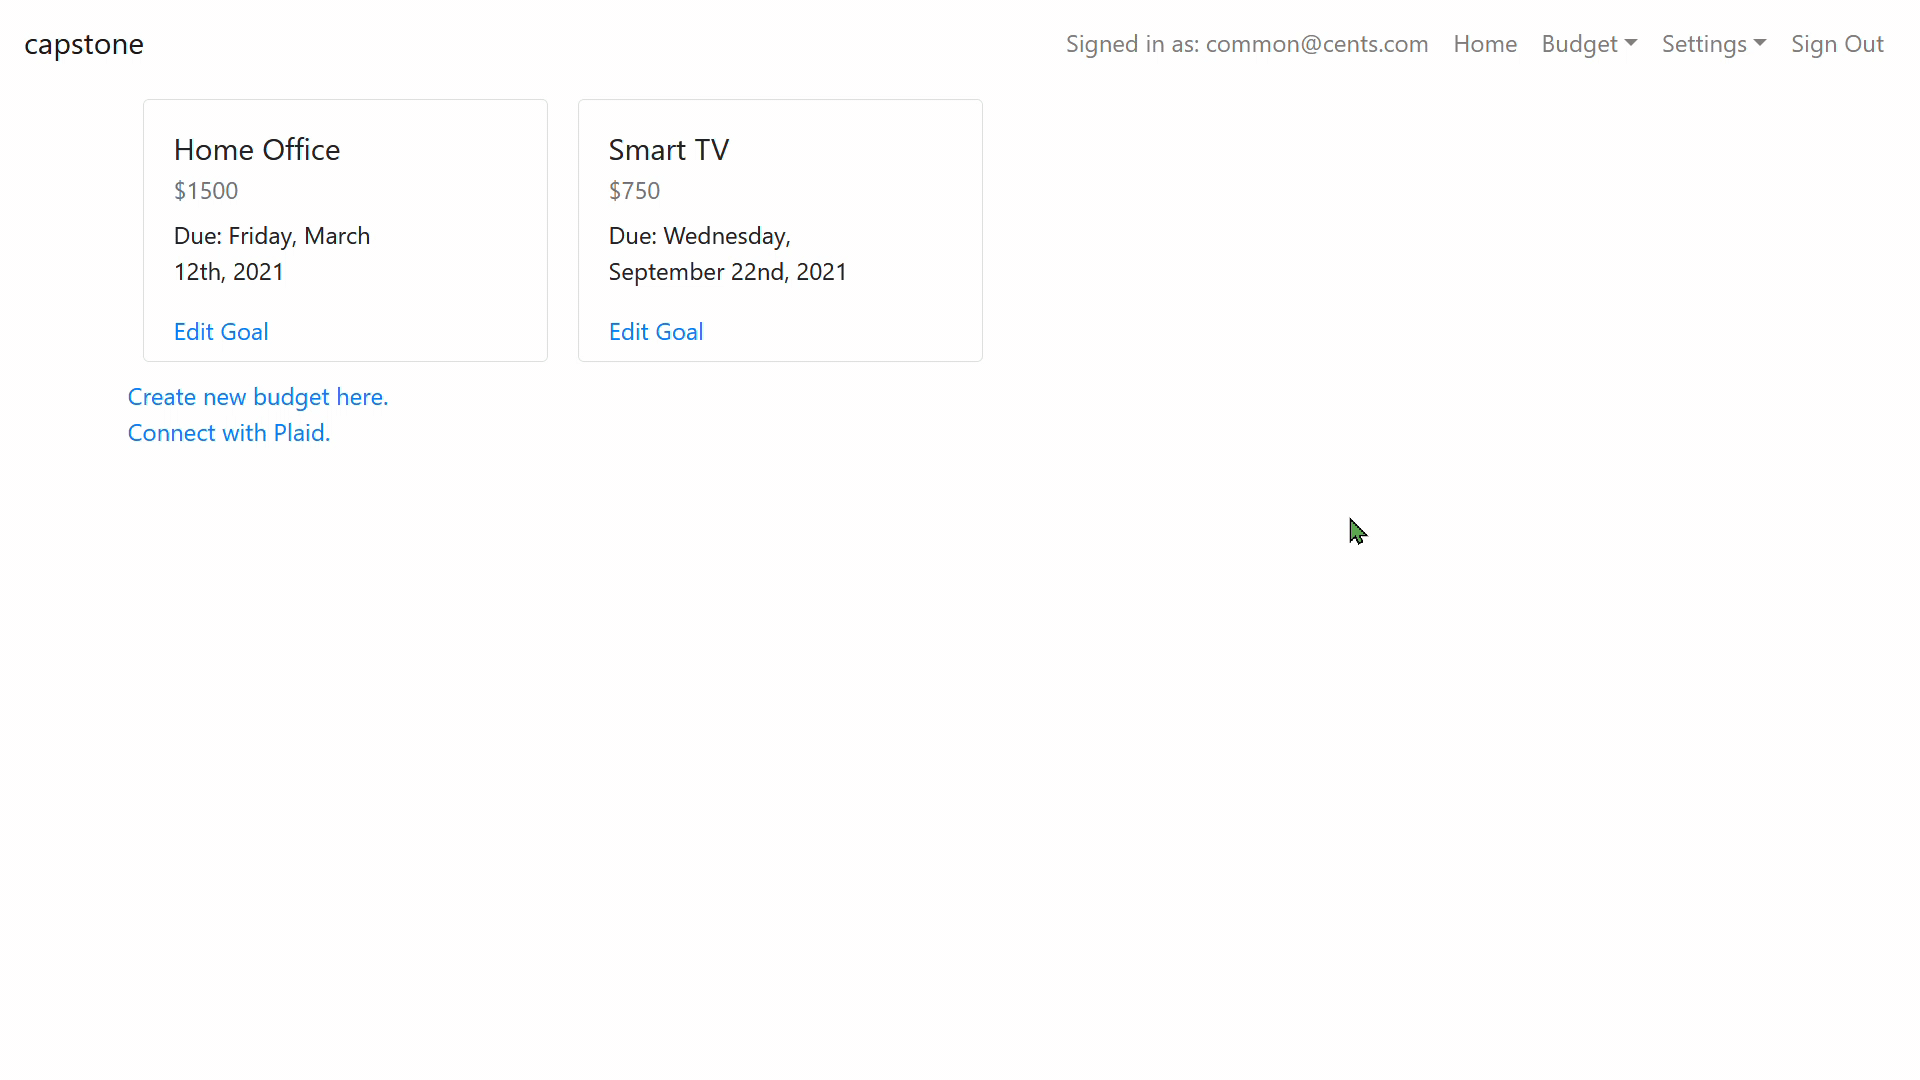 capstone
Signed in as: common@cents.com Home Budget Settings Sign Out
Home Office
$1500
Due: Friday, March
12th, 2021
Edit Goal
Smart TV
$750
Due: Wednesday,
September 22nd, 2021
Edit Goal
Create new budget here.
Connect with Plaid.